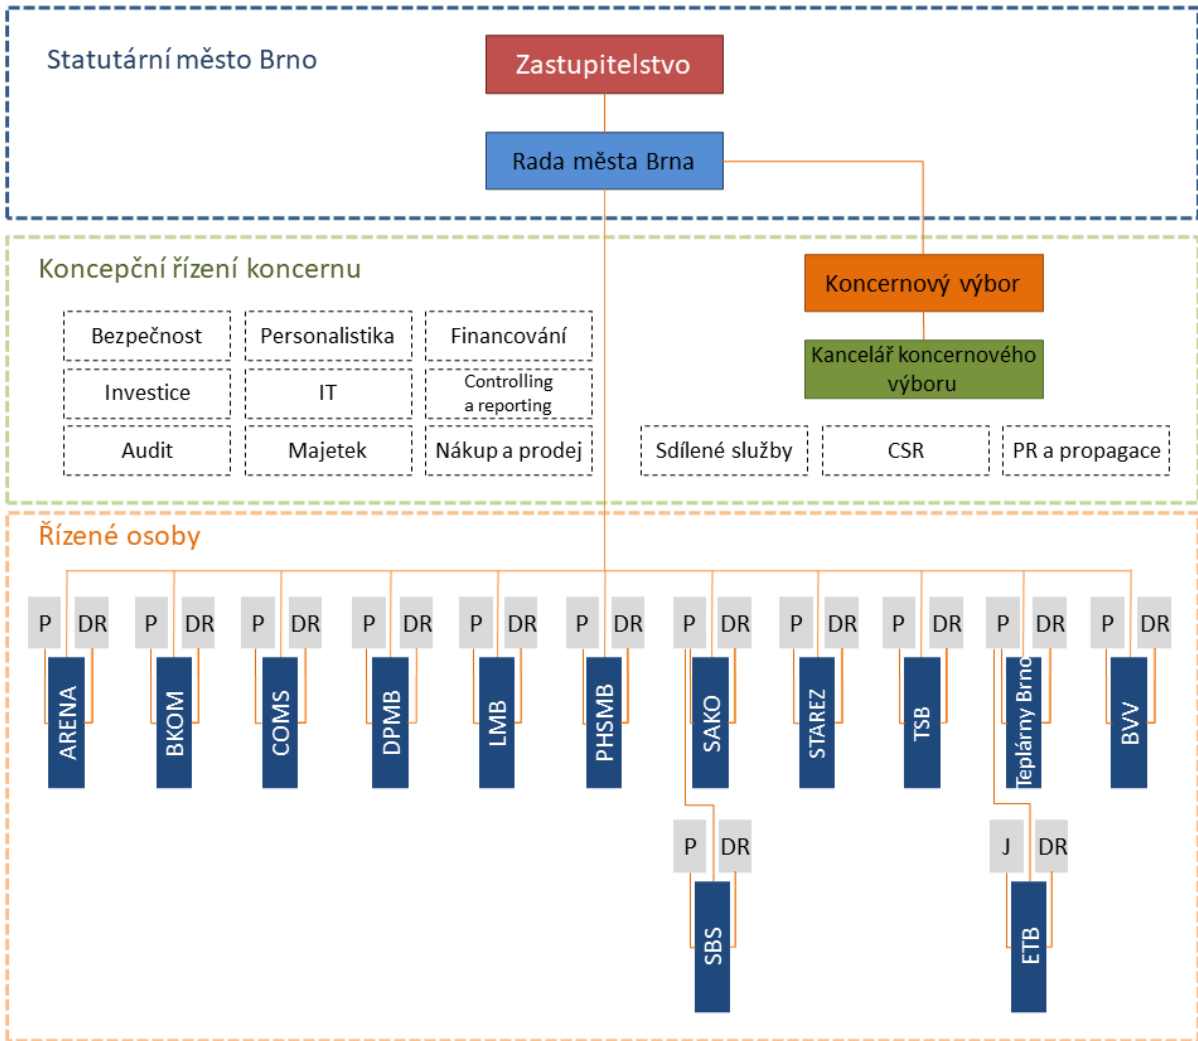 Statutární město Brno
Zastupitelstvo
Rada města Brna
Koncepční řízení koncernu
Koncernový výbor
Kancelář koncernového
výboru
Bezpečnost
Personalistika
Financování
Investice
IT
Controlling
a reporting
Audit
Majetek
Nákup a prodej
Sdílené služby
CSR
PR a propagace
Řízené osoby
P DR P DR P DR P DR P DR P DR P DR P DR P DR P DR P DR
ARENA
BKOM
COMS
DPMB
LMB
PHSMB
SAKO
STAREZ
TSB
Teplárny Brno
BVV
P DR J DR
SBS
ETB